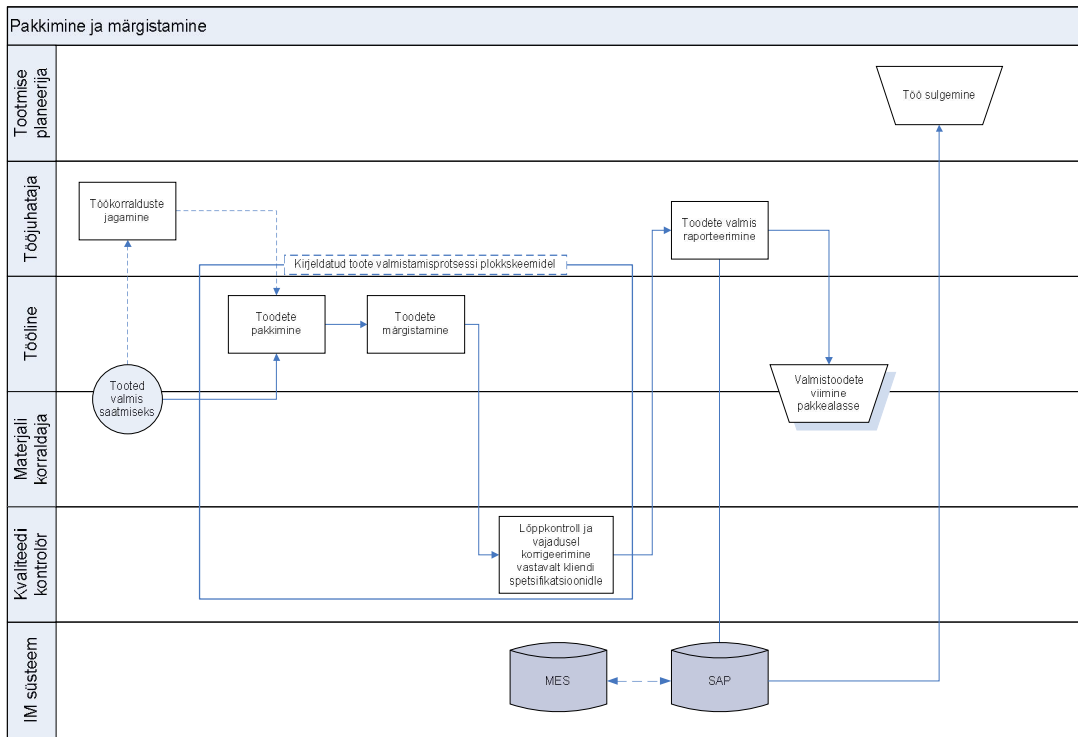 Pakkimine ja märgistamine
Tootmise
planeerija
Töö sulgemine
Tööjuhataja
Töökorralduste
jagamine
Toodete valmis
raporteerimine
Kirjeldatud toote valmistamisprotsessi plokkskeemidel
Tööline
Toodete
pakkimine
Toodete
märgistamine
Tooted
valmis
saatmiseks
Valmistoodete
viimine
pakkealasse
Materjali
korraldaja
Kvaliteedi
kontrolör
Lõppkontroll ja
vajadusel
korrigeerimine
vastavalt kliendi
spetsifikatsioonidle
IM süsteem
MES
SAP